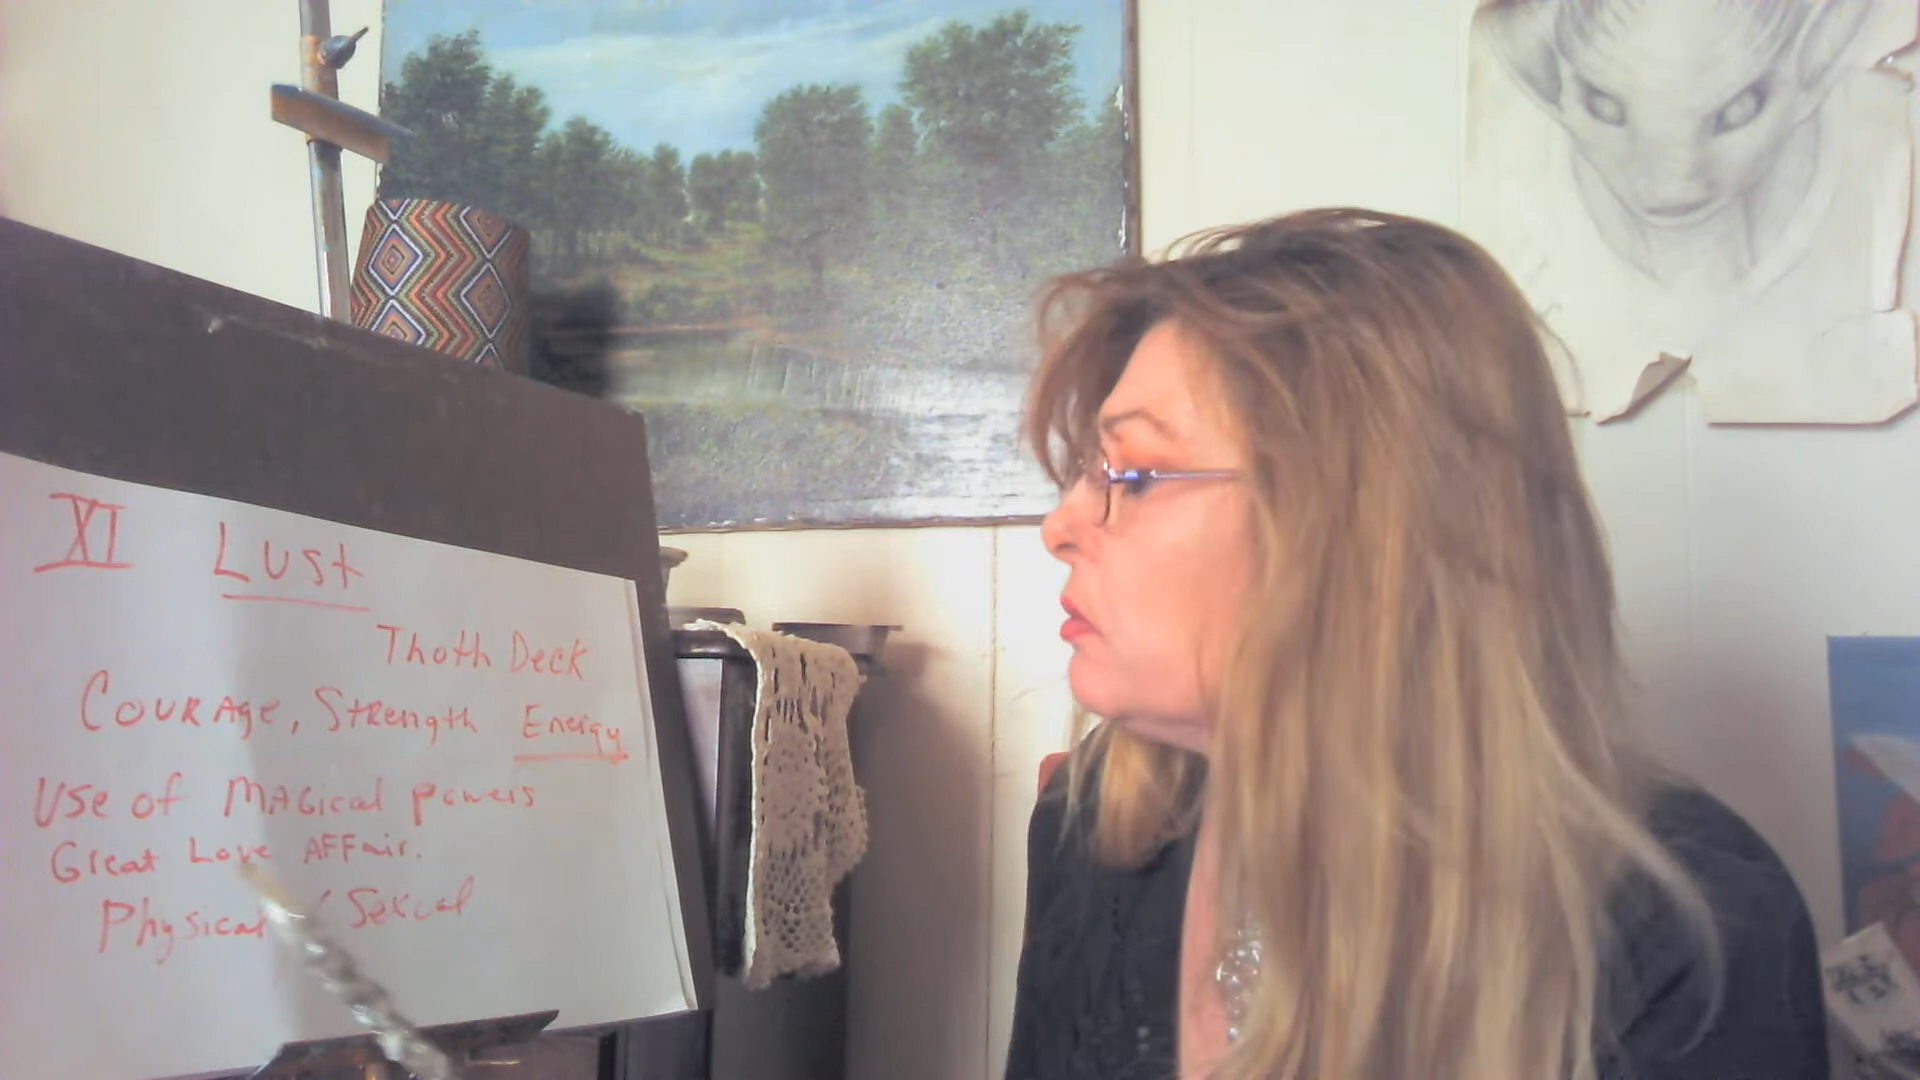 XI Lust
Thoth Deck
Courage, Strength Energy
Use of Magical powers
Great Love Affair.
Physical / Sexual